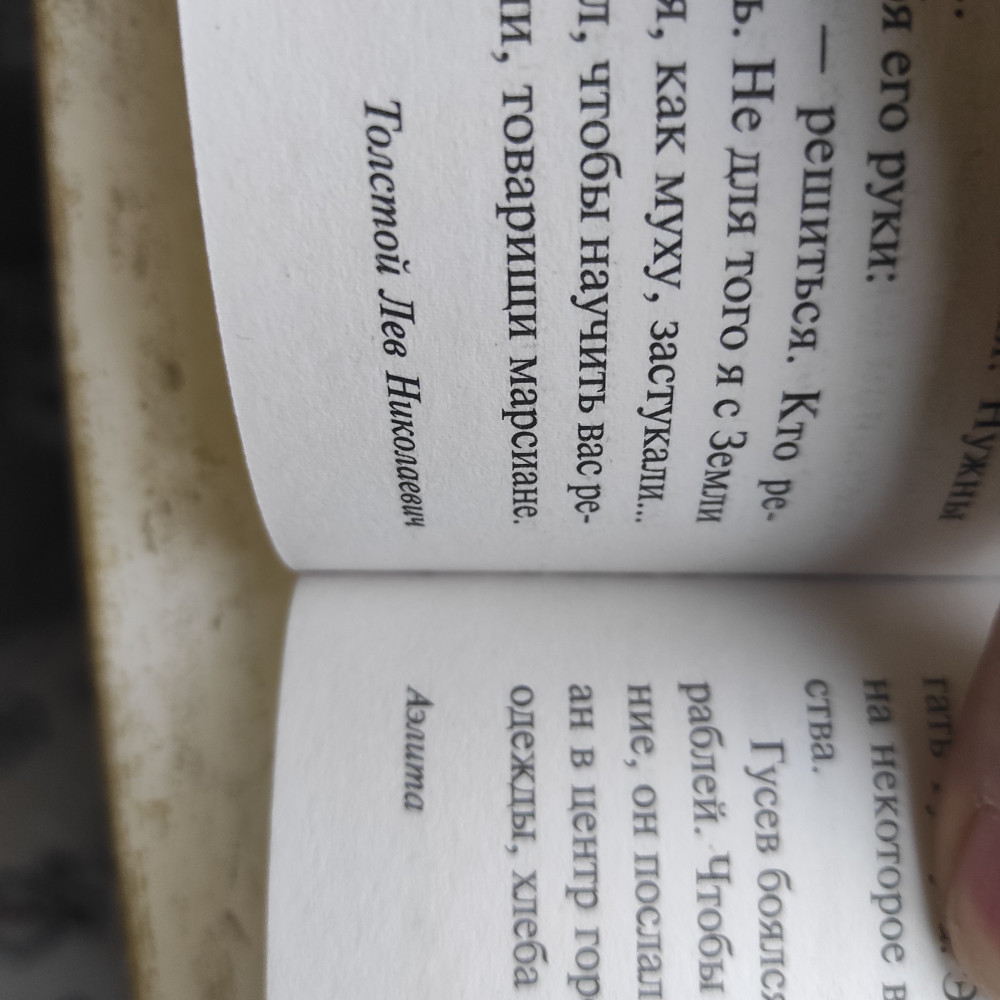 Нужны
я его руки:
— решиться. Кто ре-
ь. Не для того я с Земли
я, как муху, застукали...
л, чтобы научить вас ре-
ли, товарищи марсиане.
Толстой Лев Николаевич
гать
на некоторое в
ства.
Гусев боялся
раблей. Чтобы
ние, он послал
ан в центр гор
одежды, хлеба
Аэлита